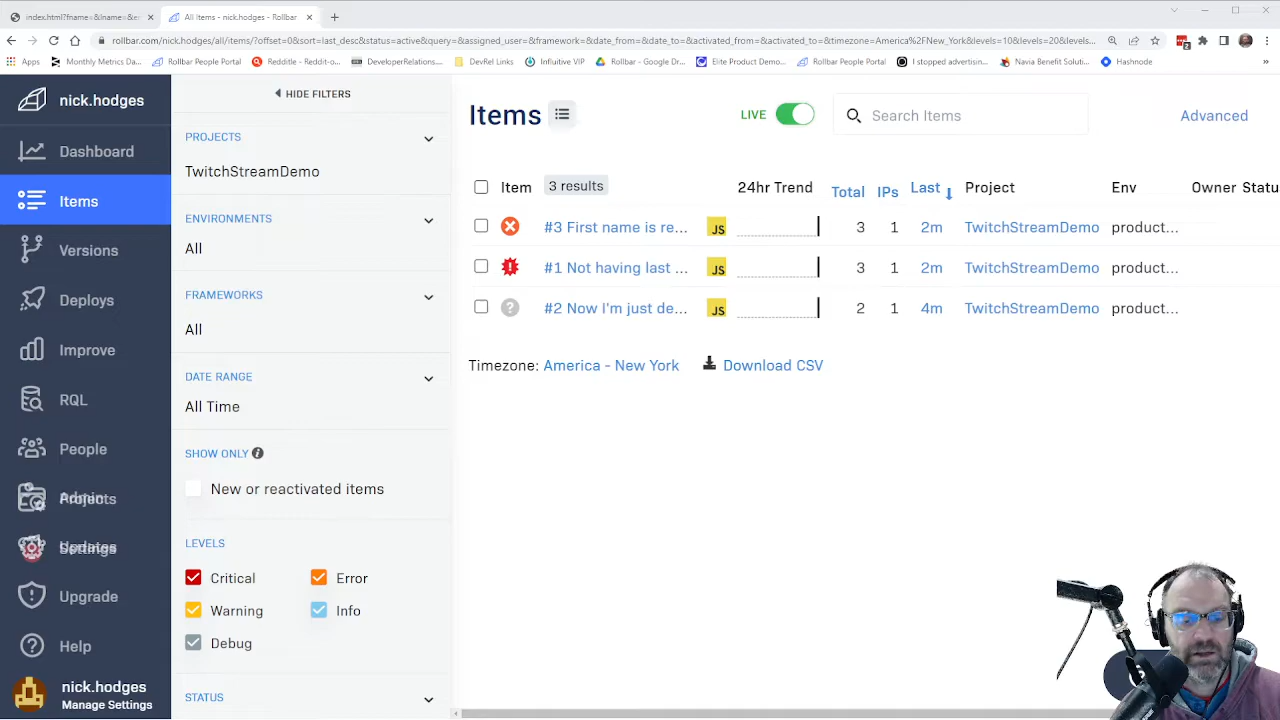 index.html?fname=&lname=&e
All Items - nick.hodges - Rollbar
rollbar.com/nick.hodges/all/items/?offset=0&sort=last_desc&status=active&query=&assigned_user=&framework=&date_from=&date_to=&activated_from=&activated_to=&timezone=America%2FNew_York&levels=10&levels=20&levels...
Apps
Monthly Metrics Da...
Rollbar People Portal
Reddite - Reddit-o...
DeveloperRelations...
DevRel Links
Influitive VIP
Rollbar - Google Dr...
Elite Product Demo...
Rollbar People Portal
I stopped advertisin...
Navia Benefit Soluti...
Hashnode
»
nick.hodges
Dashboard
Items
Versions
Deploys
Improve
RQL
People
Projects
Settings
Upgrade
Help
nick.hodges
Manage Settings
HIDE FILTERS
PROJECTS
TwitchStreamDemo
ENVIRONMENTS
All
FRAMEWORKS
All
DATE RANGE
All Time
SHOW ONLY
New or reactivated items
LEVELS
Critical
Error
Warning
Info
Debug
STATUS
Items
LIVE
Search Items
Advanced
Item 3 results 24hr Trend Total IPs Last Project Env Owner Statu
#3 First name is re... JS 3 1 2m TwitchStreamDemo product...
#1 Not having last ... JS 3 1 2m TwitchStreamDemo product...
#2 Now I'm just de... JS 2 1 4m TwitchStreamDemo product...
Timezone: America - New York Download CSV